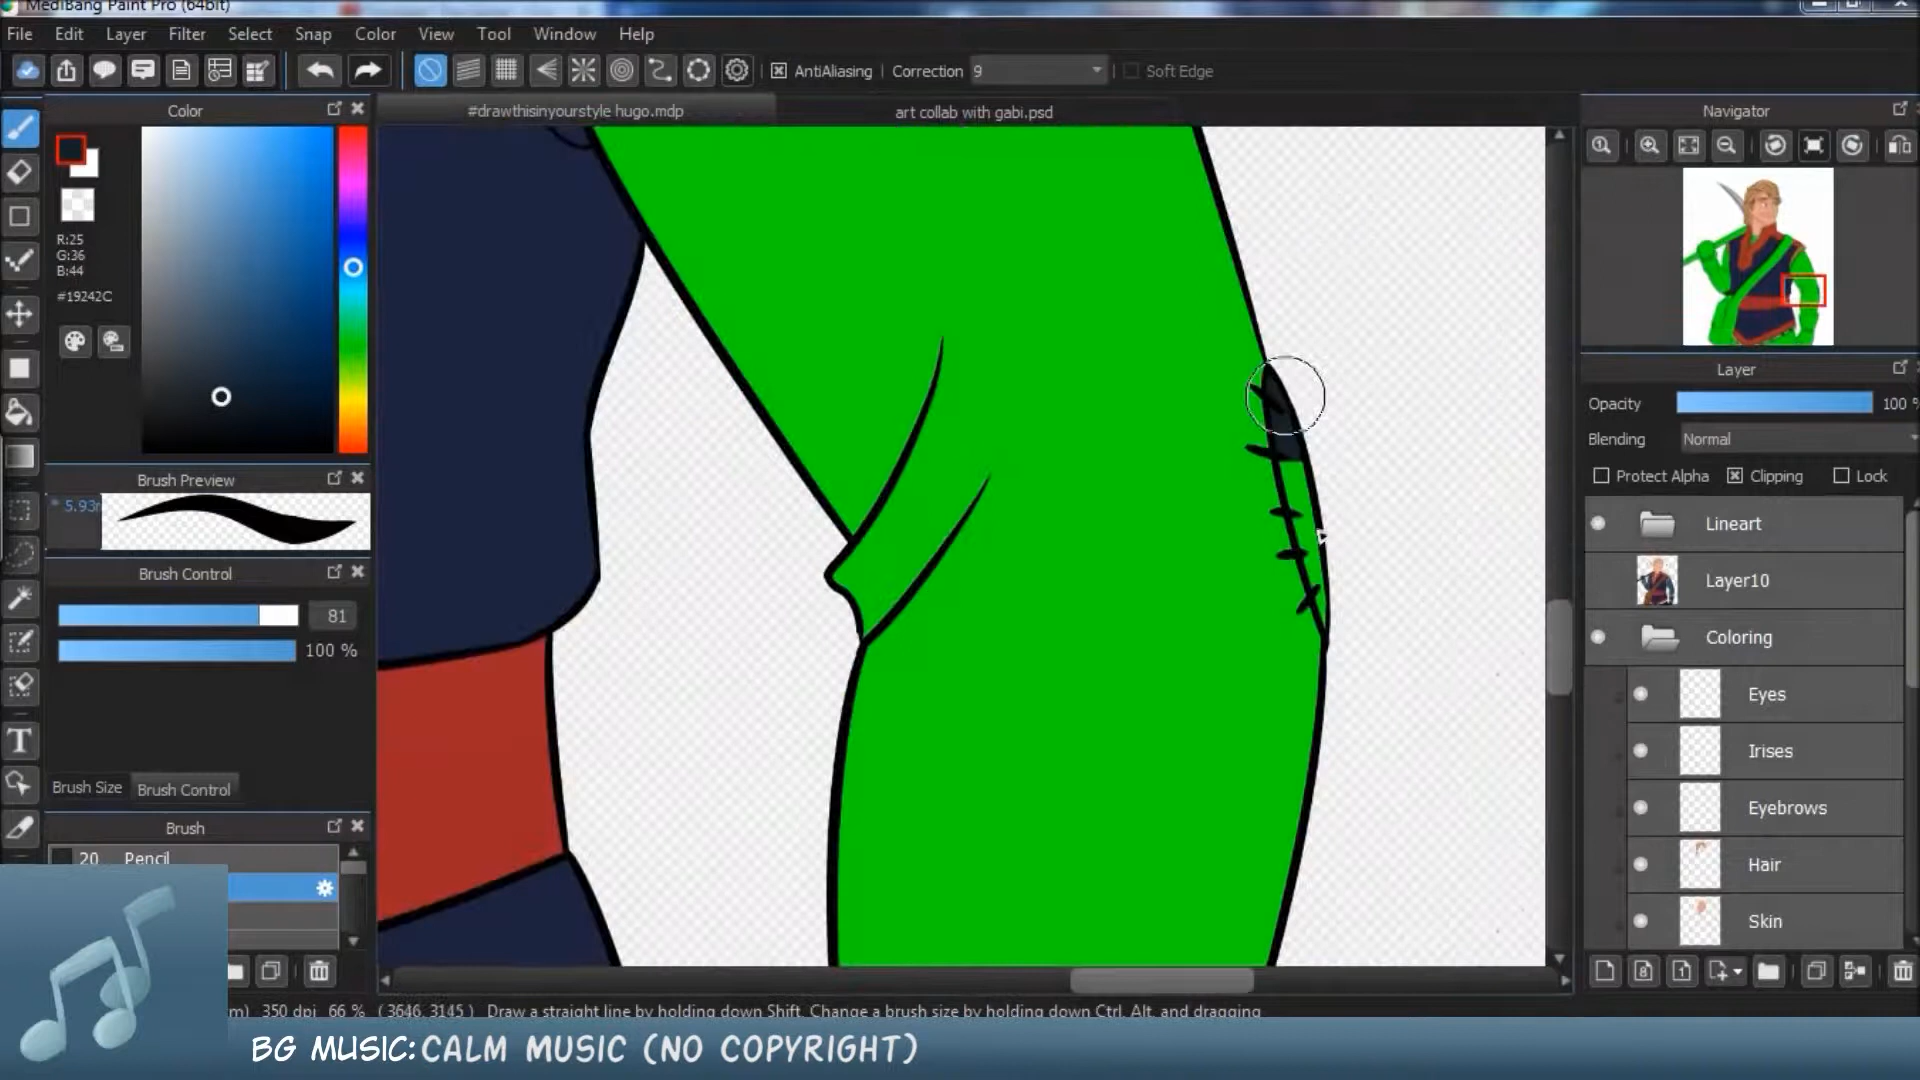 MediBang Paint Pro (64bit)
File Edit Layer Filter Select Snap Color View Tool Window Help
AntiAliasing Correction 9 Soft Edge
Color
#drawthisinyourstyle hugo.mdp
art collab with gabi.psd
Navigator
R:25
G:36
B:44
#19242C
Layer
Opacity 100 %
Blending Normal
Protect Alpha Clipping Lock
Brush Preview
* 5.93m
Lineart
Brush Control
Layer10
81
Coloring
100 %
Eyes
Irises
Brush Size Brush Control
Eyebrows
Brush
20 Pencil
Hair
Skin
m) 350 dpi 66 % ( 3646, 3145 ) Draw a straight line by holding down Shift, Change a brush size by holding down Ctrl, Alt, and dragging
BG MUSIC: CALM MUSIC (NO COPYRIGHT)